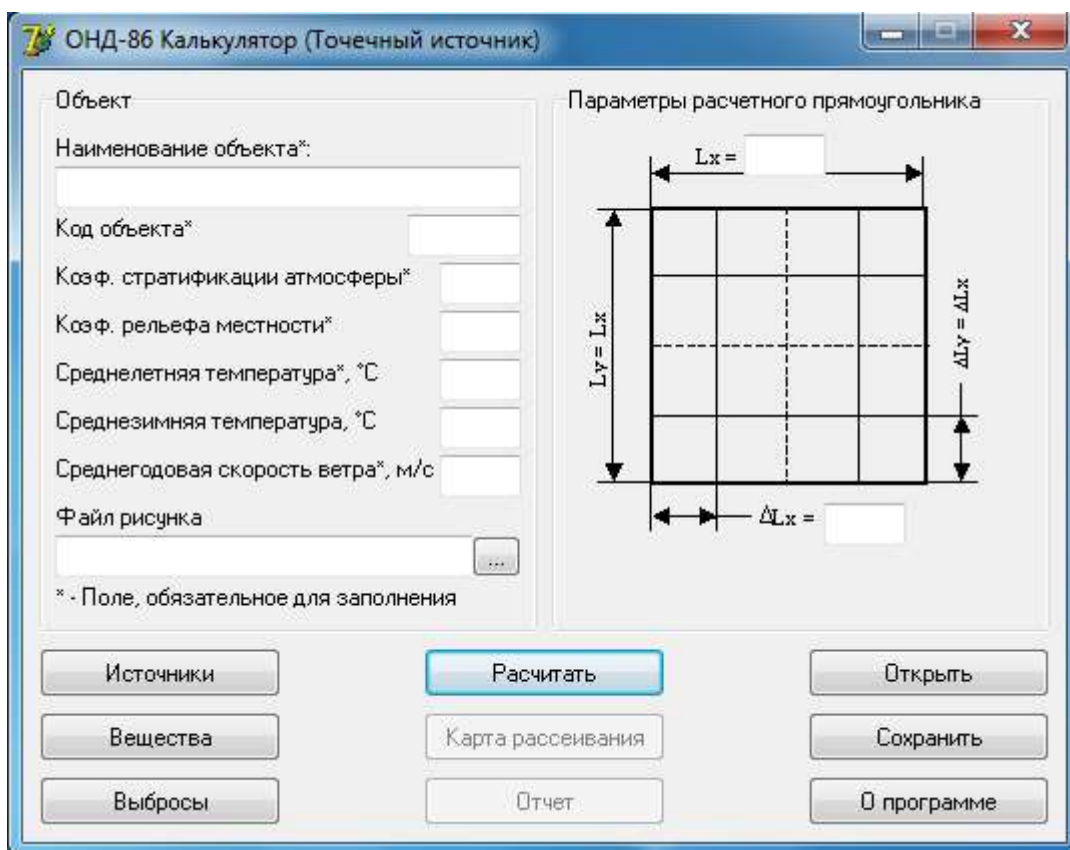 ОНД-86 Калькулятор (Точечный источник)
Объект
Наименование объекта*:
Код объекта*
Коэф. стратификации атмосферы*
Коэф. рельефа местности*
Среднелетняя температура*, °C
Среднезимняя температура, °C
Среднегодовая скорость ветра*, м/с
Файл рисунка
...
* - Поле, обязательное для заполнения
Параметры расчетного прямоугольника
Lx =
Ly = Lx
ΔLy = ΔLx
ΔLx =
Источники
Расчитать
Открыть
Вещества
Карта рассеивания
Сохранить
Выбросы
Отчет
О программе